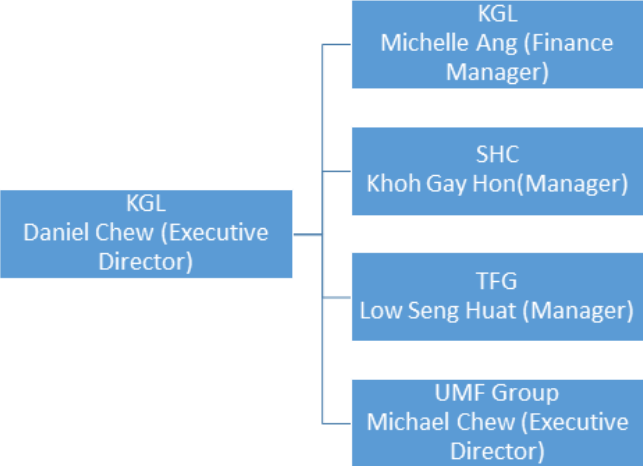 KGL
Daniel Chew (Executive
Director)
KGL
Michelle Ang (Finance
Manager)
SHC
Khoh Gay Hon(Manager)
TFG
Low Seng Huat (Manager)
UMF Group
Michael Chew (Executive
Director)